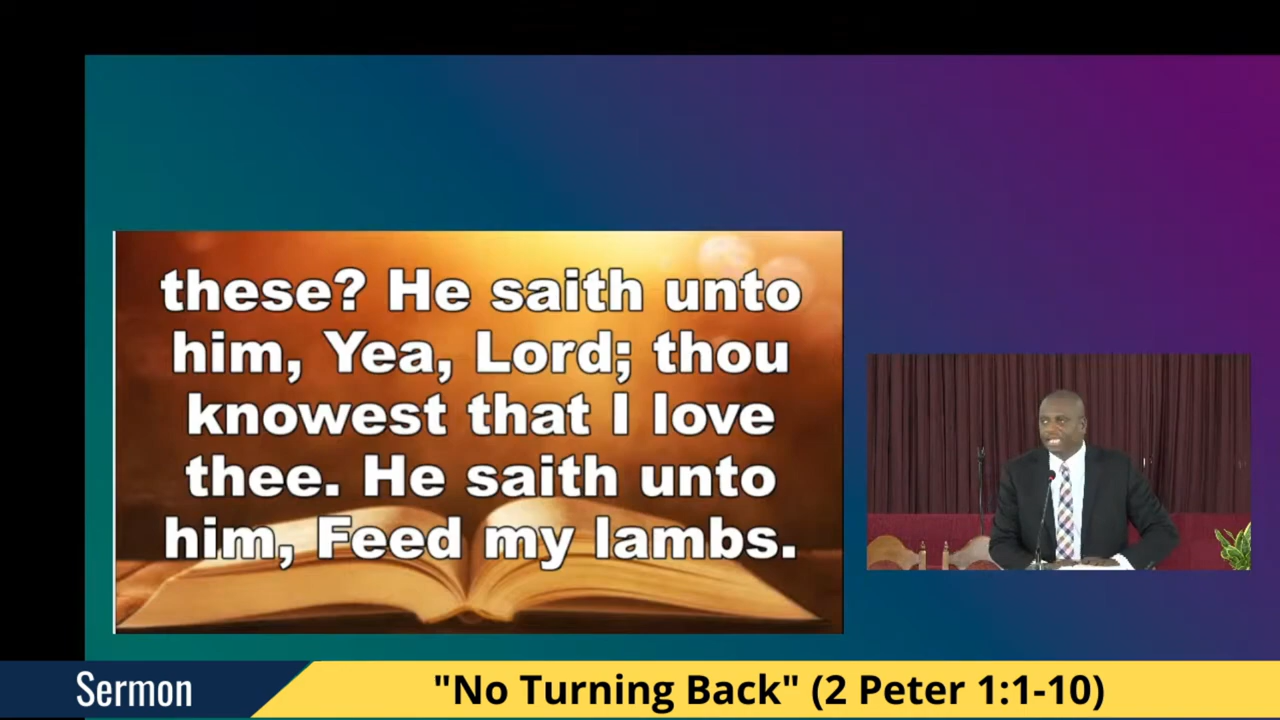 these? He saith unto
him, Yea, Lord; thou
knowest that I love
thee. He saith unto
him, Feed my lambs.
Sermon
"No Turning Back" (2 Peter 1:1-10)